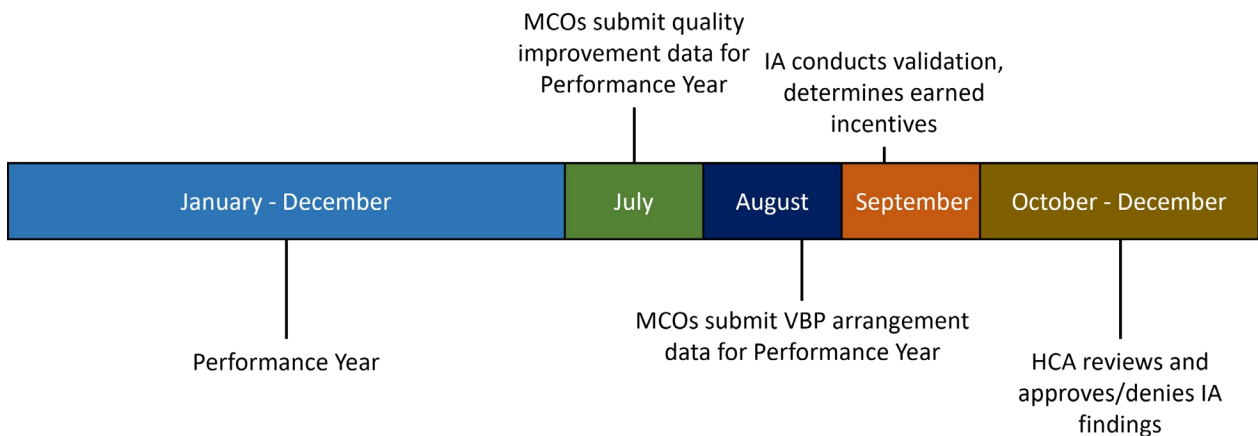 MCOs submit quality
improvement data for
Performance Year
IA conducts validation,
determines earned
incentives
January - December
July
August
September
October - December
Performance Year
MCOs submit VBP arrangement
data for Performance Year
HCA reviews and
approves/denies IA
findings